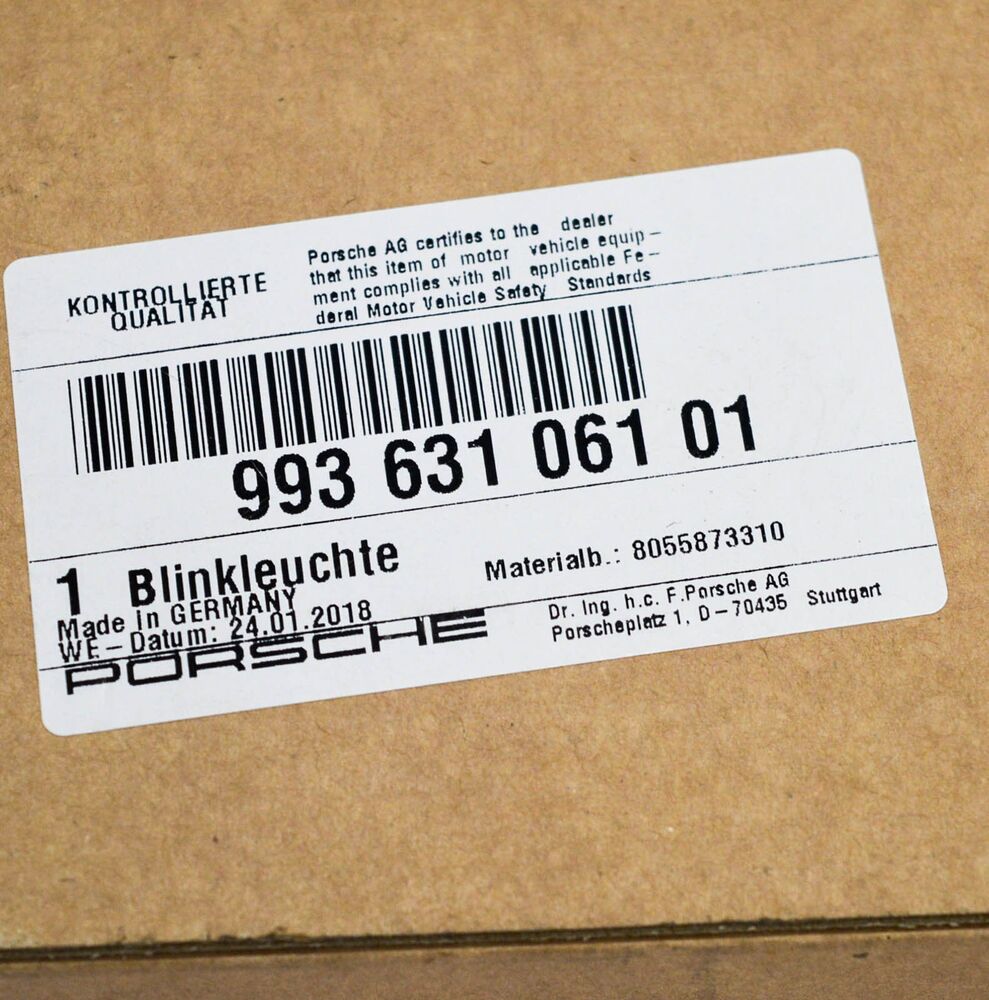 KONTROLLIERTE
QUALITÄT
Porsche AG certifies to the dealer
that this item of motor vehicle equip-
ment complies with all applicable Fe-
deral Motor Vehicle Safety Standards
993 631 061 01
1 Blinkleuchte
Materialb.: 8055873310
Made in GERMANY
WE-Datum: 24.01.2018
PORSCHE
Dr. Ing. h.c. F.Porsche AG
Porscheplatz 1, D-70435 Stuttgart